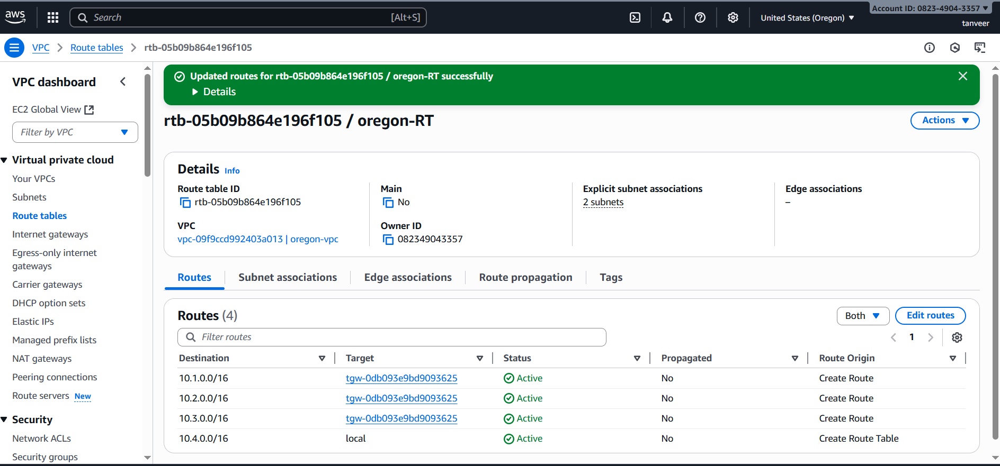 aws
Search [Alt+S]
United States (Oregon)
Account ID: 0823-4904-3357
tanveer
VPC Route tables rtb-05b09b864e196f105
VPC dashboard
EC2 Global View
Filter by VPC
Virtual private cloud
Your VPCs
Subnets
Route tables
Internet gateways
Egress-only internet
gateways
Carrier gateways
DHCP option sets
Elastic IPs
Managed prefix lists
NAT gateways
Peering connections
Route servers New
Security
Network ACLs
Security groups
Updated routes for rtb-05b09b864e196f105 / oregon-RT successfully
Details
rtb-05b09b864e196f105 / oregon-RT
Actions
Details Info
Route table ID
rtb-05b09b864e196f105
Main
No
Explicit subnet associations
2 subnets
Edge associations
–
VPC
vpc-09f9ccd992403a013 | oregon-vpc
Owner ID
082349043357
Routes Subnet associations Edge associations Route propagation Tags
Routes (4)
Both Edit routes
Filter routes
1
Destination Target Status Propagated Route Origin
10.1.0.0/16 tgw-0db093e9bd9093625 Active No Create Route
10.2.0.0/16 tgw-0db093e9bd9093625 Active No Create Route
10.3.0.0/16 tgw-0db093e9bd9093625 Active No Create Route
10.4.0.0/16 local Active No Create Route Table